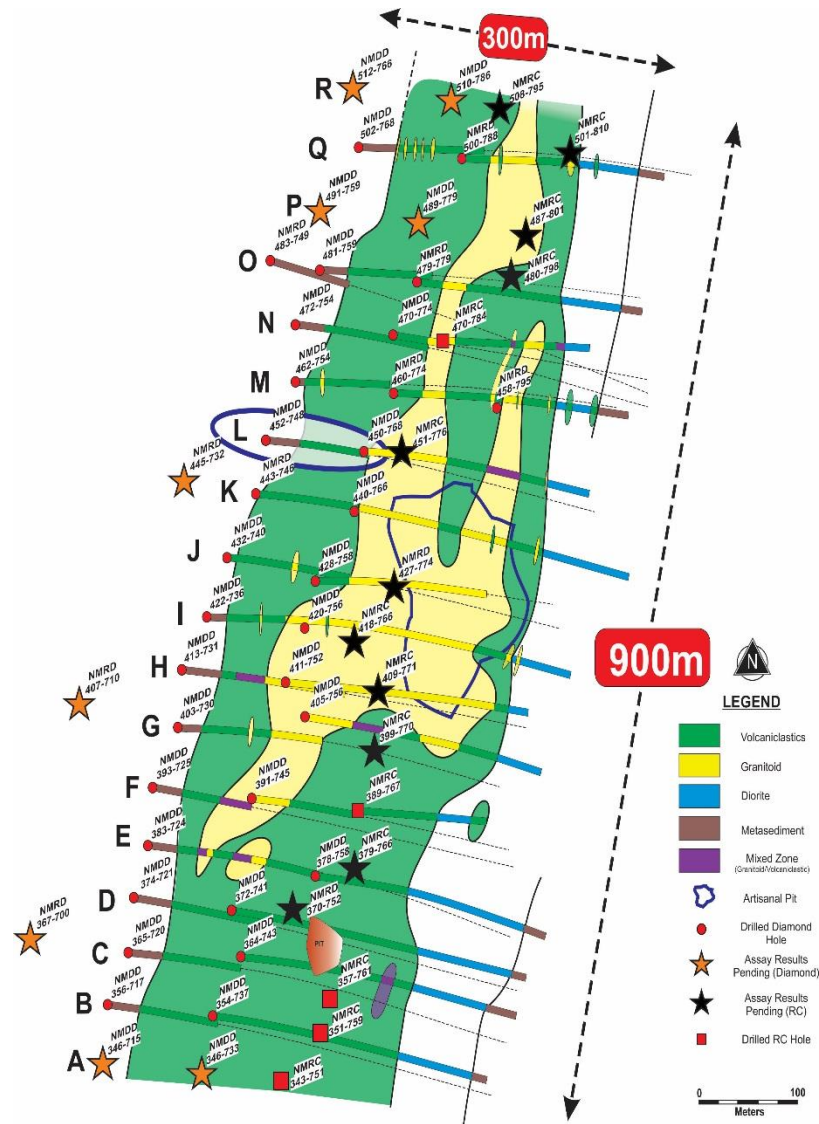 300m
NMDD
512-766
R
NMDD
510-786
NMRC
508-795
NMDD
502-768
NMRD
500-788
NMRC
501-810
Q
NMDD
491-759
P
NMDD
489-779
NMRC
487-801
NMRD
483-749
NMDD
481-759
O
NMRD
479-779
NMRC
480-798
NMDD
472-754
N
NMDD
470-774
NMRC
470-784
NMDD
462-754
M
NMRD
460-774
NMRD
458-795
NMDD
452-748
L
NMDD
450-768
NMRC
451-776
NMRD
445-732
NMRD
443-746
K
NMDD
440-766
NMDD
432-740
J
NMDD
428-758
NMRD
427-774
NMDD
422-736
I
NMDD
420-756
NMRC
418-766
NMDD
413-731
H
NMDD
411-752
NMRC
409-771
NMRD
407-710
NMDD
405-756
NMDD
403-730
G
NMRC
399-770
NMDD
393-725
F
NMDD
391-745
NMRC
389-767
NMDD
383-724
E
NMDD
378-758
NMRC
379-766
NMDD
374-721
D
NMDD
372-741
NMRD
370-752
NMRD
367-700
NMDD
365-720
C
NMDD
364-743
PIT
NMRC
357-761
NMDD
356-717
B
NMDD
354-737
NMRC
351-759
NMDD
346-715
A
NMDD
346-733
NMRC
343-751
900m
N
LEGEND
Volcaniclastics
Granitoid
Diorite
Metasediment
Mixed Zone
(Granitoid/Volcaniclastic)
Artisanal Pit
Drilled Diamond
Hole
Assay Results
Pending (Diamond)
Assay Results
Pending (RC)
Drilled RC Hole
0 100
Meters